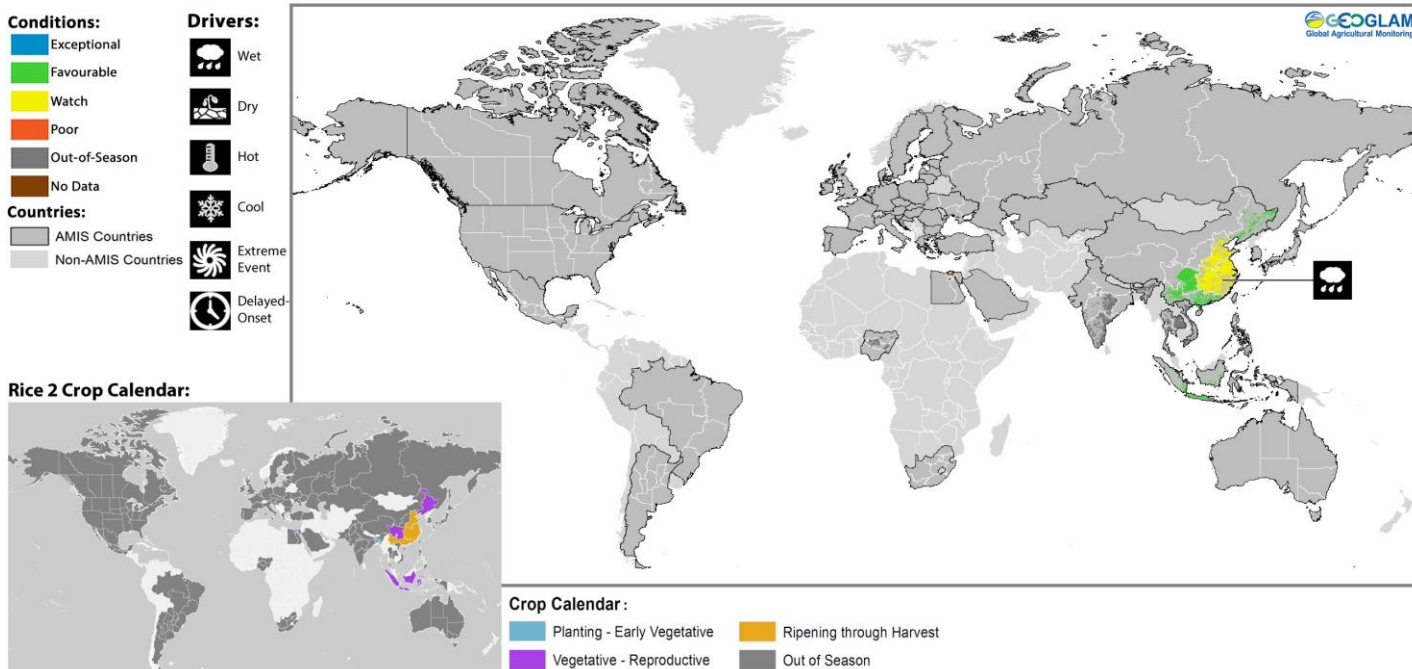 Conditions:
Exceptional
Favourable
Watch
Poor
Out-of-Season
No Data
Countries:
AMIS Countries
Non-AMIS Countries
Drivers:
Wet
Dry
Hot
Cool
Extreme
Event
Delayed-
Onset
GEOGLAM
Global Agricultural Monitoring
Rice 2 Crop Calendar:
Crop Calendar :
Planting - Early Vegetative
Ripening through Harvest
Vegetative - Reproductive
Out of Season